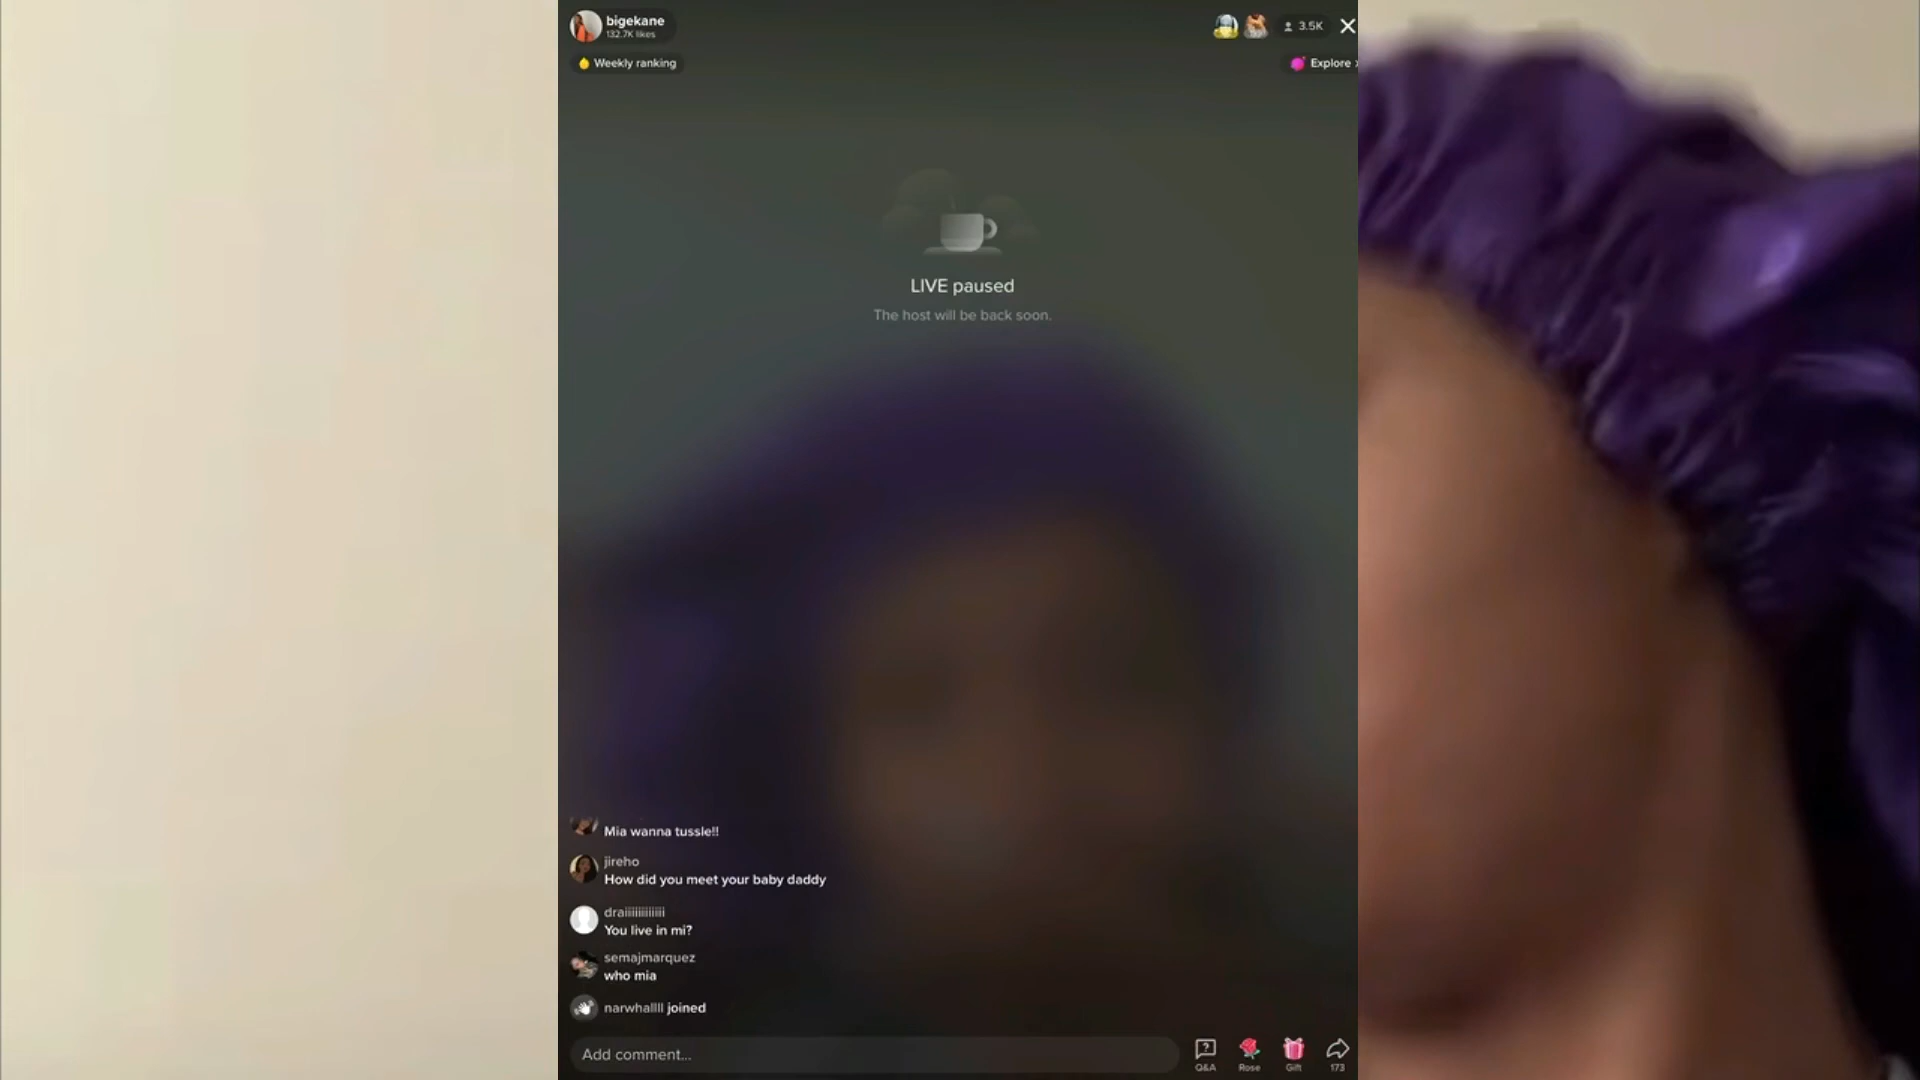 bigekane
132.7K likes
3.5K
Weekly ranking
Explore
LIVE paused
The host will be back soon.
Mia wanna tussle!!
jireho
How did you meet your baby daddy
draiiiiiiiiiiiii
You live in mi?
semajmarquez
who mia
narwhallll joined
Add comment...
Q&A
Rose
Gift
173